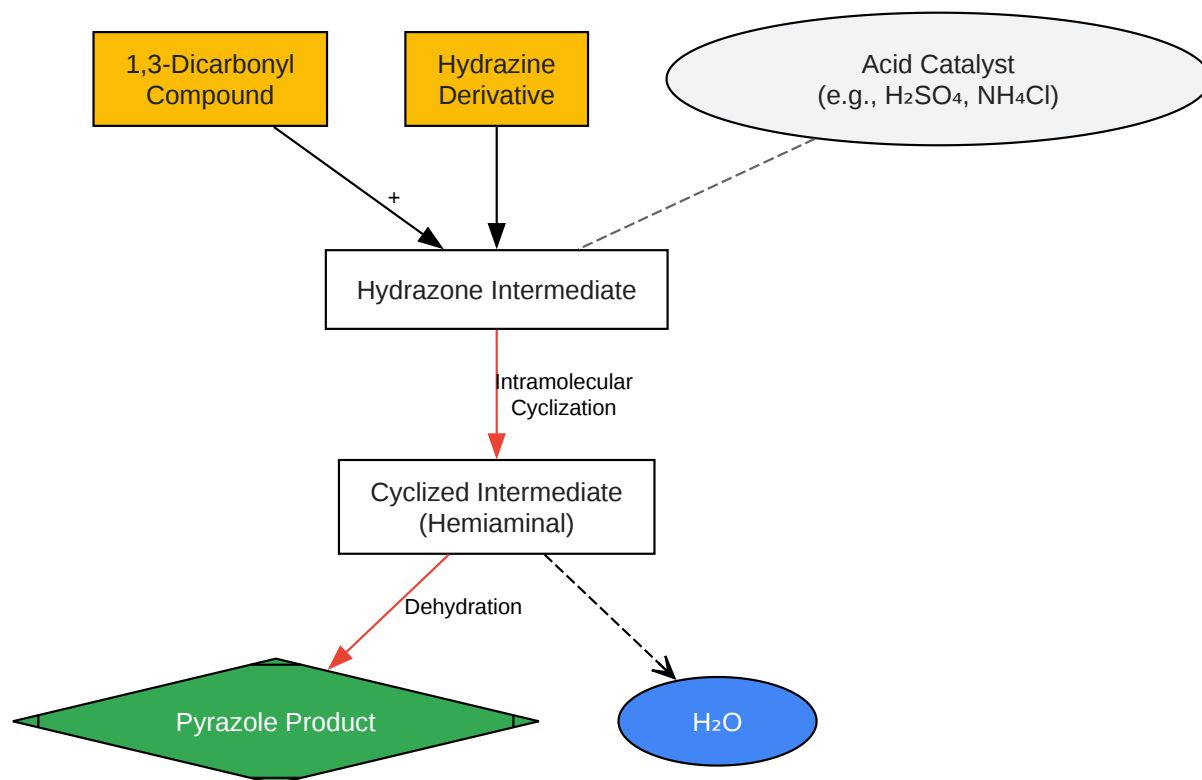 1,3-Dicarbonyl
Compound
Hydrazine
Derivative
Acid Catalyst
(e.g., H₂SO₄, NH₄Cl)
+
Hydrazone Intermediate
Intramolecular
Cyclization
Cyclized Intermediate
(Hemiaminal)
Dehydration
Pyrazole Product
H₂O